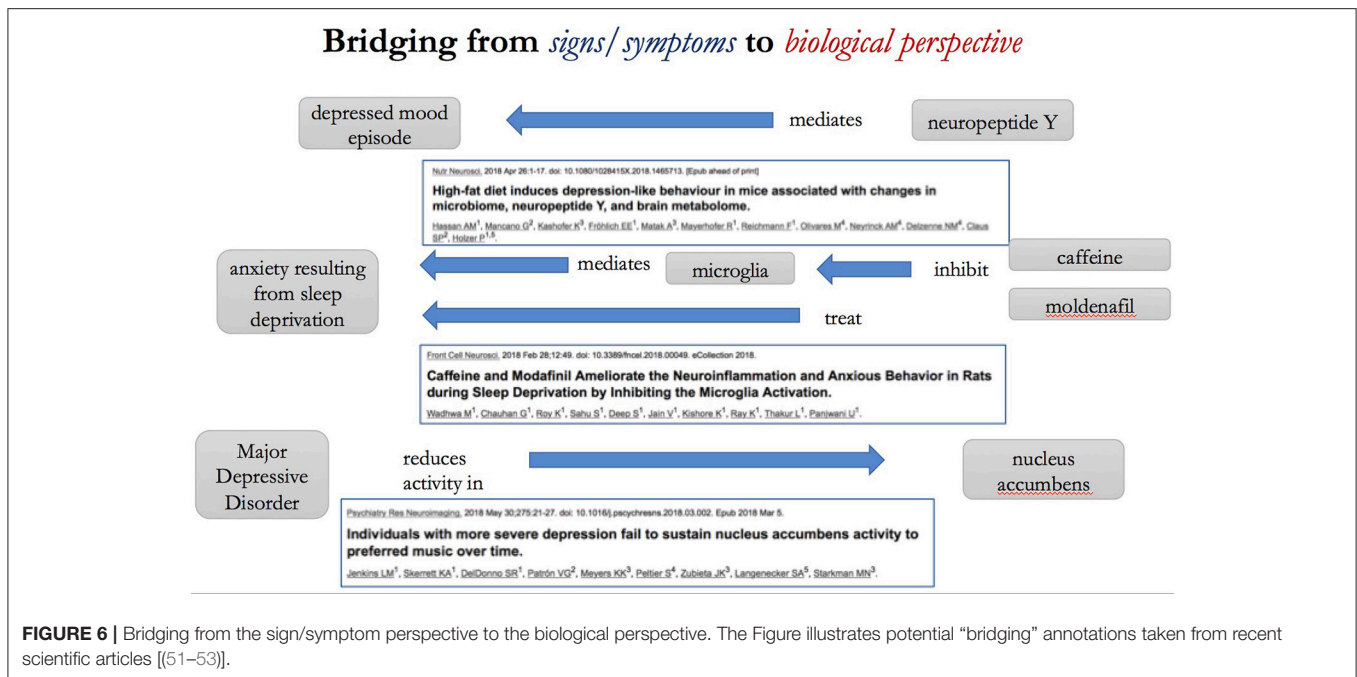 Bridging from signs/symptoms to biological perspective
depressed mood
episode
mediates
neuropeptide Y
Nutr Neurosci. 2018 Apr 26:1-17. doi: 10.1080/1028415X.2018.1465713. [Epub ahead of print]
High-fat diet induces depression-like behaviour in mice associated with changes in
microbiome, neuropeptide Y, and brain metabolome.
Hassan AM1, Mancano G2, Kashofer K3, Fröhlich EE1, Matak A3, Mayerhofer R1, Reichmann F1, Olivares M4, Neyrinck AM4, Delzenne NM4, Claus
SP2, Holzer P1,5.
anxiety resulting
from sleep
deprivation
mediates
microglia
inhibit
caffeine
moldenafil
treat
Front Cell Neurosci. 2018 Feb 28;12:49. doi: 10.3389/fncel.2018.00049. eCollection 2018.
Caffeine and Modafinil Ameliorate the Neuroinflammation and Anxious Behavior in Rats
during Sleep Deprivation by Inhibiting the Microglia Activation.
Wadhwa M1, Chauhan G1, Roy K1, Sahu S1, Deep S1, Jain V1, Kishore K1, Ray K1, Thakur L1, Panjwani U1.
Major
Depressive
Disorder
reduces
activity in
nucleus
accumbens
Psychiatry Res Neuroimaging. 2018 May 30;275:21-27. doi: 10.1016/j.pscychresns.2018.03.002. Epub 2018 Mar 5.
Individuals with more severe depression fail to sustain nucleus accumbens activity to
preferred music over time.
Jenkins LM1, Skerrett KA1, DelDonno SR1, Patrón VG2, Meyers KK3, Peltier S4, Zubieta JK3, Langenecker SA5, Starkman MN3.
FIGURE 6 | Bridging from the sign/symptom perspective to the biological perspective. The Figure illustrates potential “bridging” annotations taken from recent
scientific articles [(51–53)].